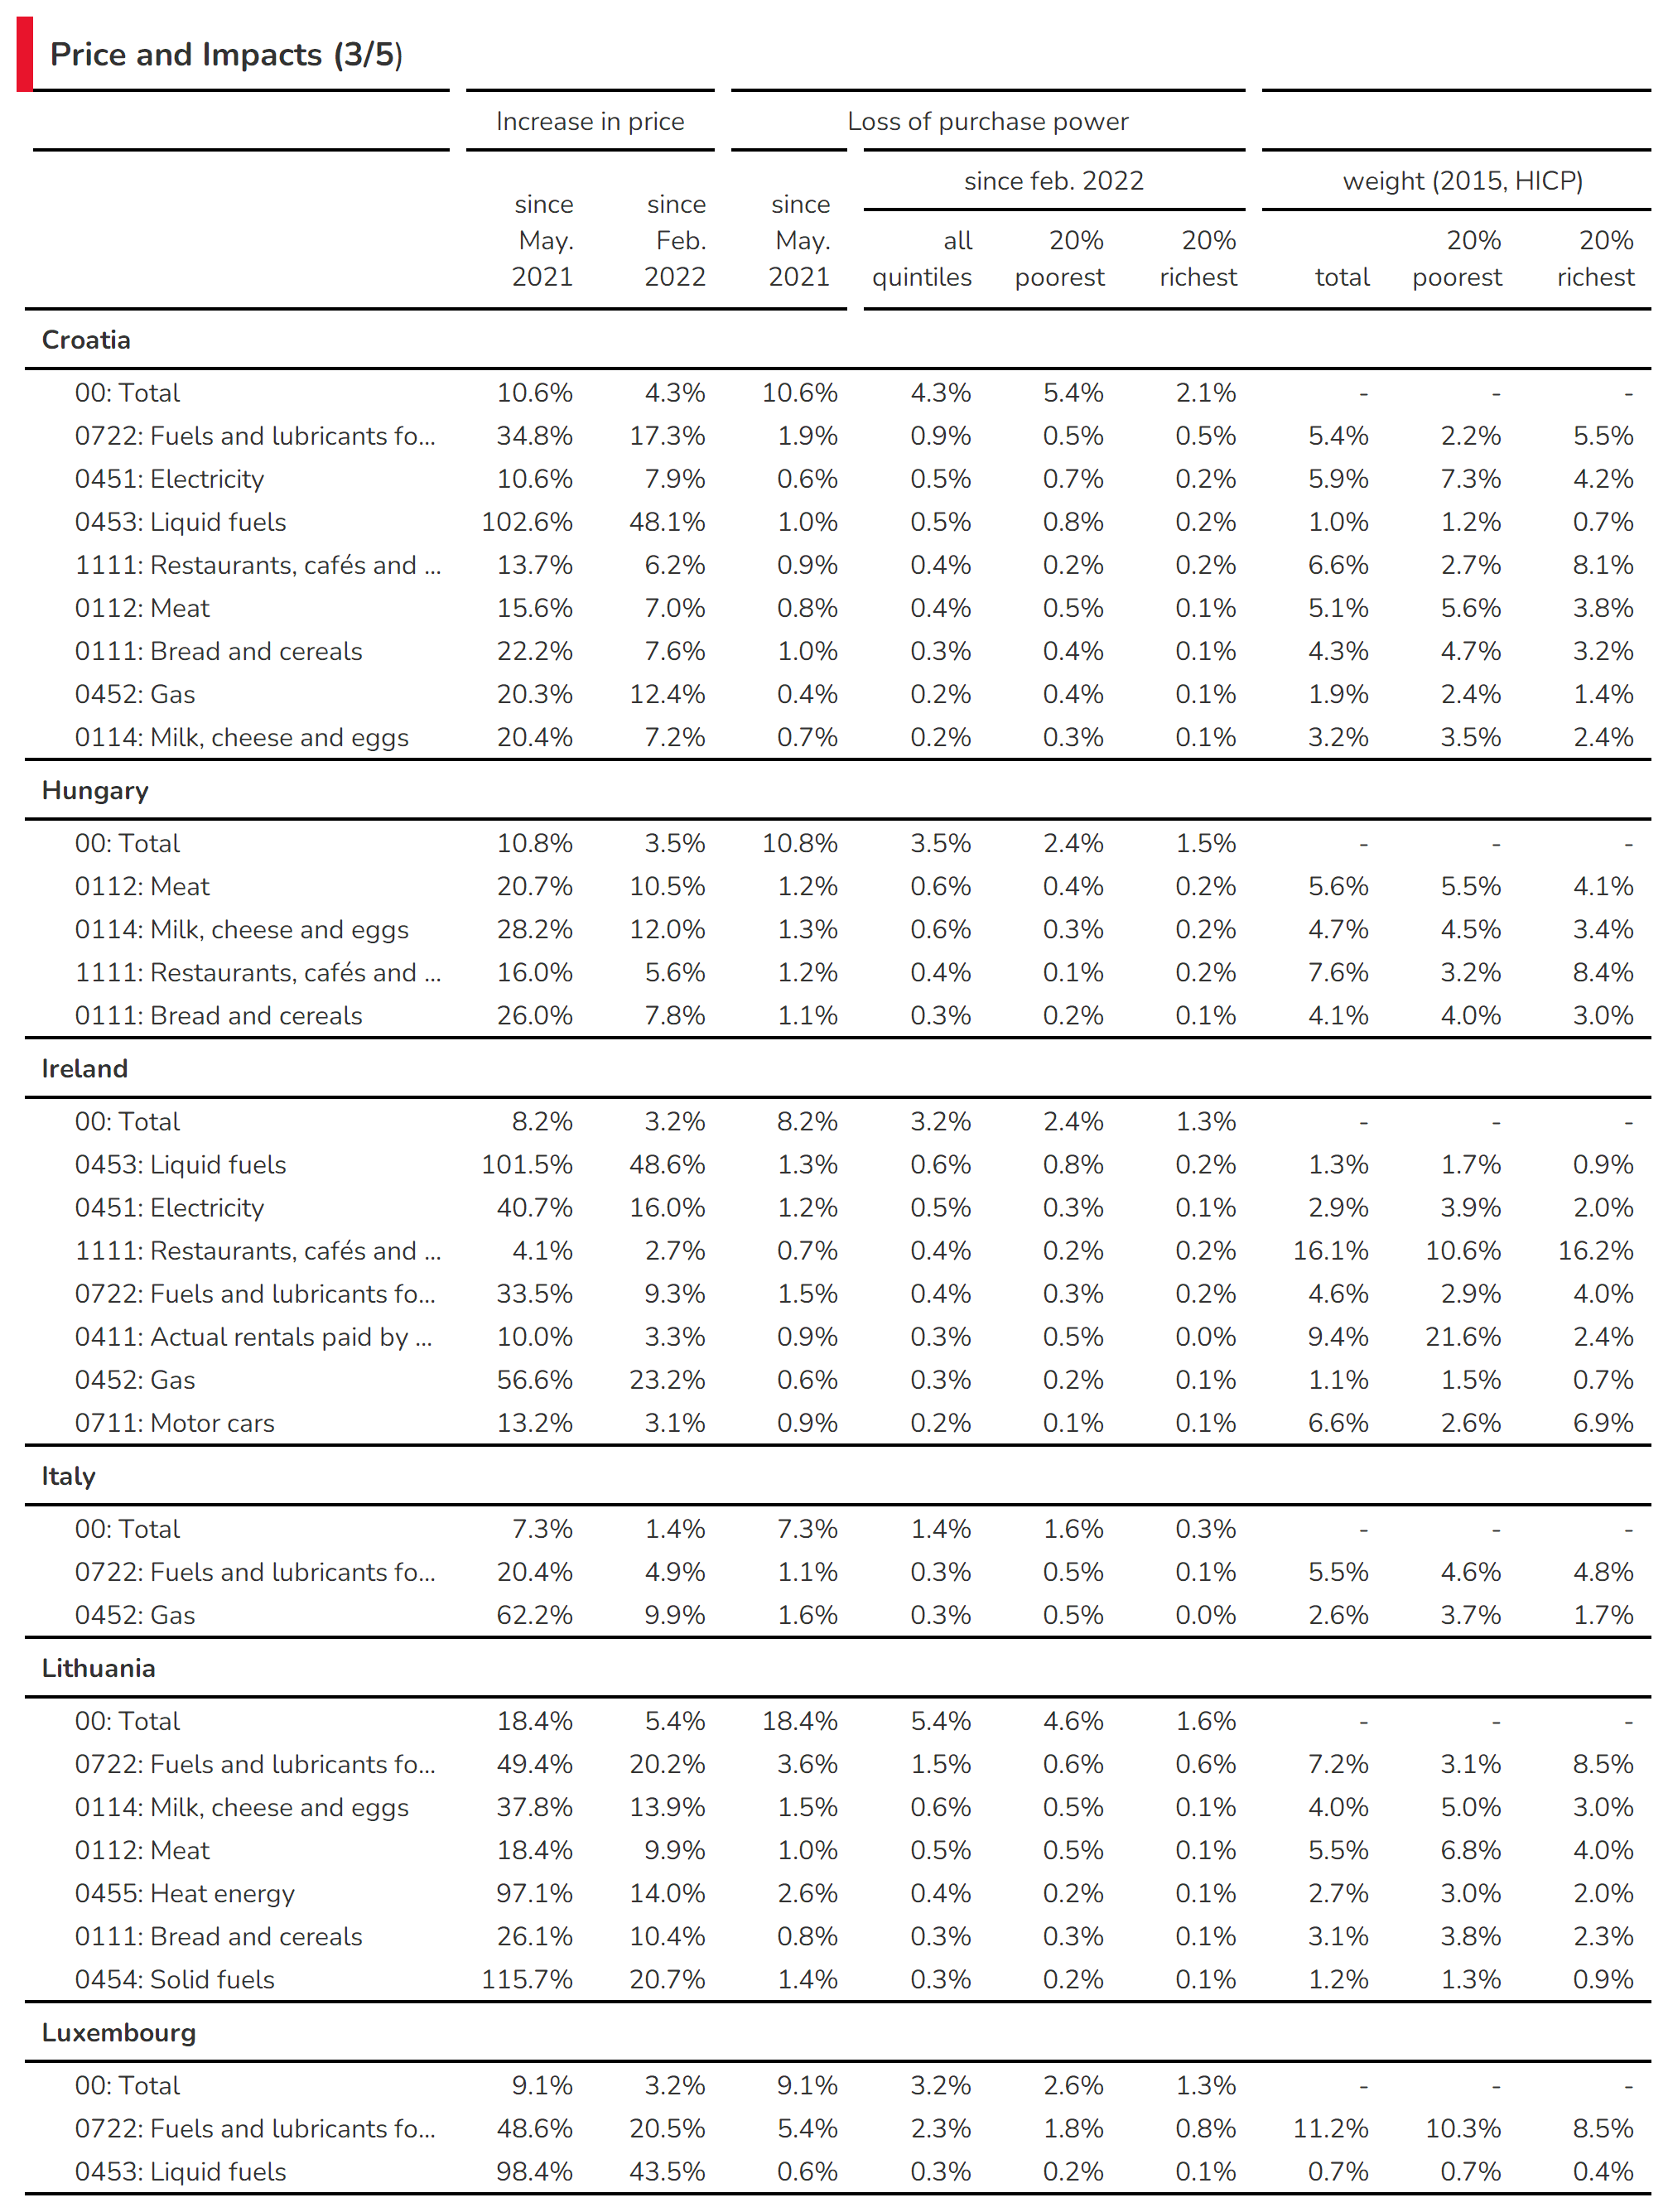 Price and Impacts (3/5)
Increase in price Loss of purchase power
since feb. 2022 weight (2015, HICP)
since since since
May. Feb. May. all 20% 20% 20% 20%
2021 2022 2021 quintiles poorest richest total poorest richest
Croatia
00: Total 10.6% 4.3% 10.6% 4.3% 5.4% 2.1% - - -
0722: Fuels and lubricants fo... 34.8% 17.3% 1.9% 0.9% 0.5% 0.5% 5.4% 2.2% 5.5%
0451: Electricity 10.6% 7.9% 0.6% 0.5% 0.7% 0.2% 5.9% 7.3% 4.2%
0453: Liquid fuels 102.6% 48.1% 1.0% 0.5% 0.8% 0.2% 1.0% 1.2% 0.7%
1111: Restaurants, cafés and ... 13.7% 6.2% 0.9% 0.4% 0.2% 0.2% 6.6% 2.7% 8.1%
0112: Meat 15.6% 7.0% 0.8% 0.4% 0.5% 0.1% 5.1% 5.6% 3.8%
0111: Bread and cereals 22.2% 7.6% 1.0% 0.3% 0.4% 0.1% 4.3% 4.7% 3.2%
0452: Gas 20.3% 12.4% 0.4% 0.2% 0.4% 0.1% 1.9% 2.4% 1.4%
0114: Milk, cheese and eggs 20.4% 7.2% 0.7% 0.2% 0.3% 0.1% 3.2% 3.5% 2.4%
Hungary
00: Total 10.8% 3.5% 10.8% 3.5% 2.4% 1.5% - - -
0112: Meat 20.7% 10.5% 1.2% 0.6% 0.4% 0.2% 5.6% 5.5% 4.1%
0114: Milk, cheese and eggs 28.2% 12.0% 1.3% 0.6% 0.3% 0.2% 4.7% 4.5% 3.4%
1111: Restaurants, cafés and ... 16.0% 5.6% 1.2% 0.4% 0.1% 0.2% 7.6% 3.2% 8.4%
0111: Bread and cereals 26.0% 7.8% 1.1% 0.3% 0.2% 0.1% 4.1% 4.0% 3.0%
Ireland
00: Total 8.2% 3.2% 8.2% 3.2% 2.4% 1.3% - - -
0453: Liquid fuels 101.5% 48.6% 1.3% 0.6% 0.8% 0.2% 1.3% 1.7% 0.9%
0451: Electricity 40.7% 16.0% 1.2% 0.5% 0.3% 0.1% 2.9% 3.9% 2.0%
1111: Restaurants, cafés and ... 4.1% 2.7% 0.7% 0.4% 0.2% 0.2% 16.1% 10.6% 16.2%
0722: Fuels and lubricants fo... 33.5% 9.3% 1.5% 0.4% 0.3% 0.2% 4.6% 2.9% 4.0%
0411: Actual rentals paid by ... 10.0% 3.3% 0.9% 0.3% 0.5% 0.0% 9.4% 21.6% 2.4%
0452: Gas 56.6% 23.2% 0.6% 0.3% 0.2% 0.1% 1.1% 1.5% 0.7%
0711: Motor cars 13.2% 3.1% 0.9% 0.2% 0.1% 0.1% 6.6% 2.6% 6.9%
Italy
00: Total 7.3% 1.4% 7.3% 1.4% 1.6% 0.3% - - -
0722: Fuels and lubricants fo... 20.4% 4.9% 1.1% 0.3% 0.5% 0.1% 5.5% 4.6% 4.8%
0452: Gas 62.2% 9.9% 1.6% 0.3% 0.5% 0.0% 2.6% 3.7% 1.7%
Lithuania
00: Total 18.4% 5.4% 18.4% 5.4% 4.6% 1.6% - - -
0722: Fuels and lubricants fo... 49.4% 20.2% 3.6% 1.5% 0.6% 0.6% 7.2% 3.1% 8.5%
0114: Milk, cheese and eggs 37.8% 13.9% 1.5% 0.6% 0.5% 0.1% 4.0% 5.0% 3.0%
0112: Meat 18.4% 9.9% 1.0% 0.5% 0.5% 0.1% 5.5% 6.8% 4.0%
0455: Heat energy 97.1% 14.0% 2.6% 0.4% 0.2% 0.1% 2.7% 3.0% 2.0%
0111: Bread and cereals 26.1% 10.4% 0.8% 0.3% 0.3% 0.1% 3.1% 3.8% 2.3%
0454: Solid fuels 115.7% 20.7% 1.4% 0.3% 0.2% 0.1% 1.2% 1.3% 0.9%
Luxembourg
00: Total 9.1% 3.2% 9.1% 3.2% 2.6% 1.3% - - -
0722: Fuels and lubricants fo... 48.6% 20.5% 5.4% 2.3% 1.8% 0.8% 11.2% 10.3% 8.5%
0453: Liquid fuels 98.4% 43.5% 0.6% 0.3% 0.2% 0.1% 0.7% 0.7% 0.4%